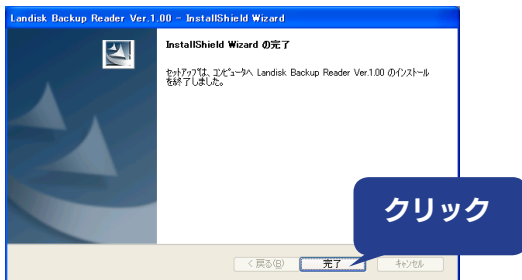 Landisk Backup Reader Ver.1.00 - InstallShield Wizard
InstallShield Wizard の完了
セットアップは、コンピュータへ Landisk Backup Reader Ver.1.00 のインストール
を終了しました。
クリック
< 戻る(B)
完了
キャンセル